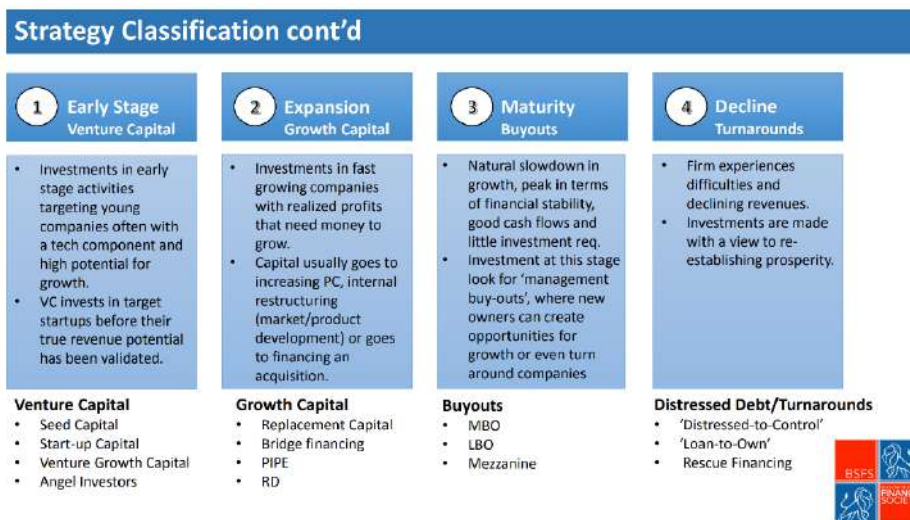 Strategy Classification cont'd
1
Early Stage
Venture Capital
• Investments in early
stage activities
targeting young
companies often with
a tech component and
high potential for
growth.
• VC invests in target
startups before their
true revenue potential
has been validated.
Venture Capital
• Seed Capital
• Start-up Capital
• Venture Growth Capital
• Angel Investors
2
Expansion
Growth Capital
• Investments in fast
growing companies
with realized profits
that need money to
grow.
• Capital usually goes to
increasing PC, internal
restructuring
(market/product
development) or goes
to financing an
acquisition.
Growth Capital
• Replacement Capital
• Bridge financing
• PIPE
• RD
3
Maturity
Buyouts
• Natural slowdown in
growth, peak in terms
of financial stability,
good cash flows and
little investment req.
• Investment at this stage
look for 'management
buy-outs', where new
owners can create
opportunities for
growth or even turn
around companies
Buyouts
• MBO
• LBO
• Mezzanine
4
Decline
Turnarounds
• Firm experiences
difficulties and
declining revenues.
• Investments are made
with a view to re-
establishing prosperity.
Distressed Debt/Turnarounds
• 'Distressed-to-Control'
• 'Loan-to-Own'
• Rescue Financing
BSFS